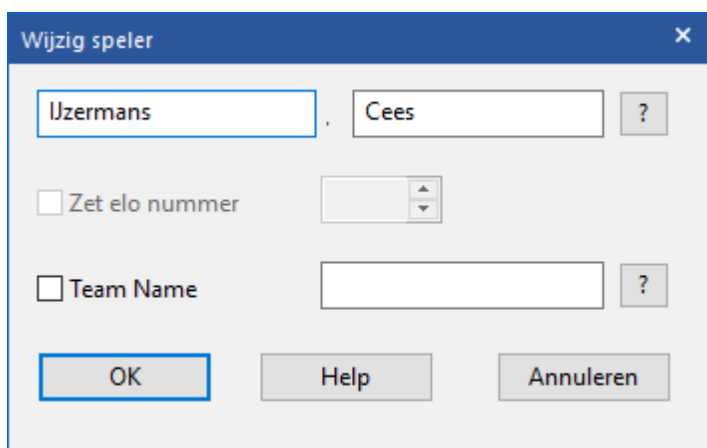 Wijzig speler ×
IJzermans , Cees ?
Zet elo nummer
Team Name ?
OK Help Annuleren